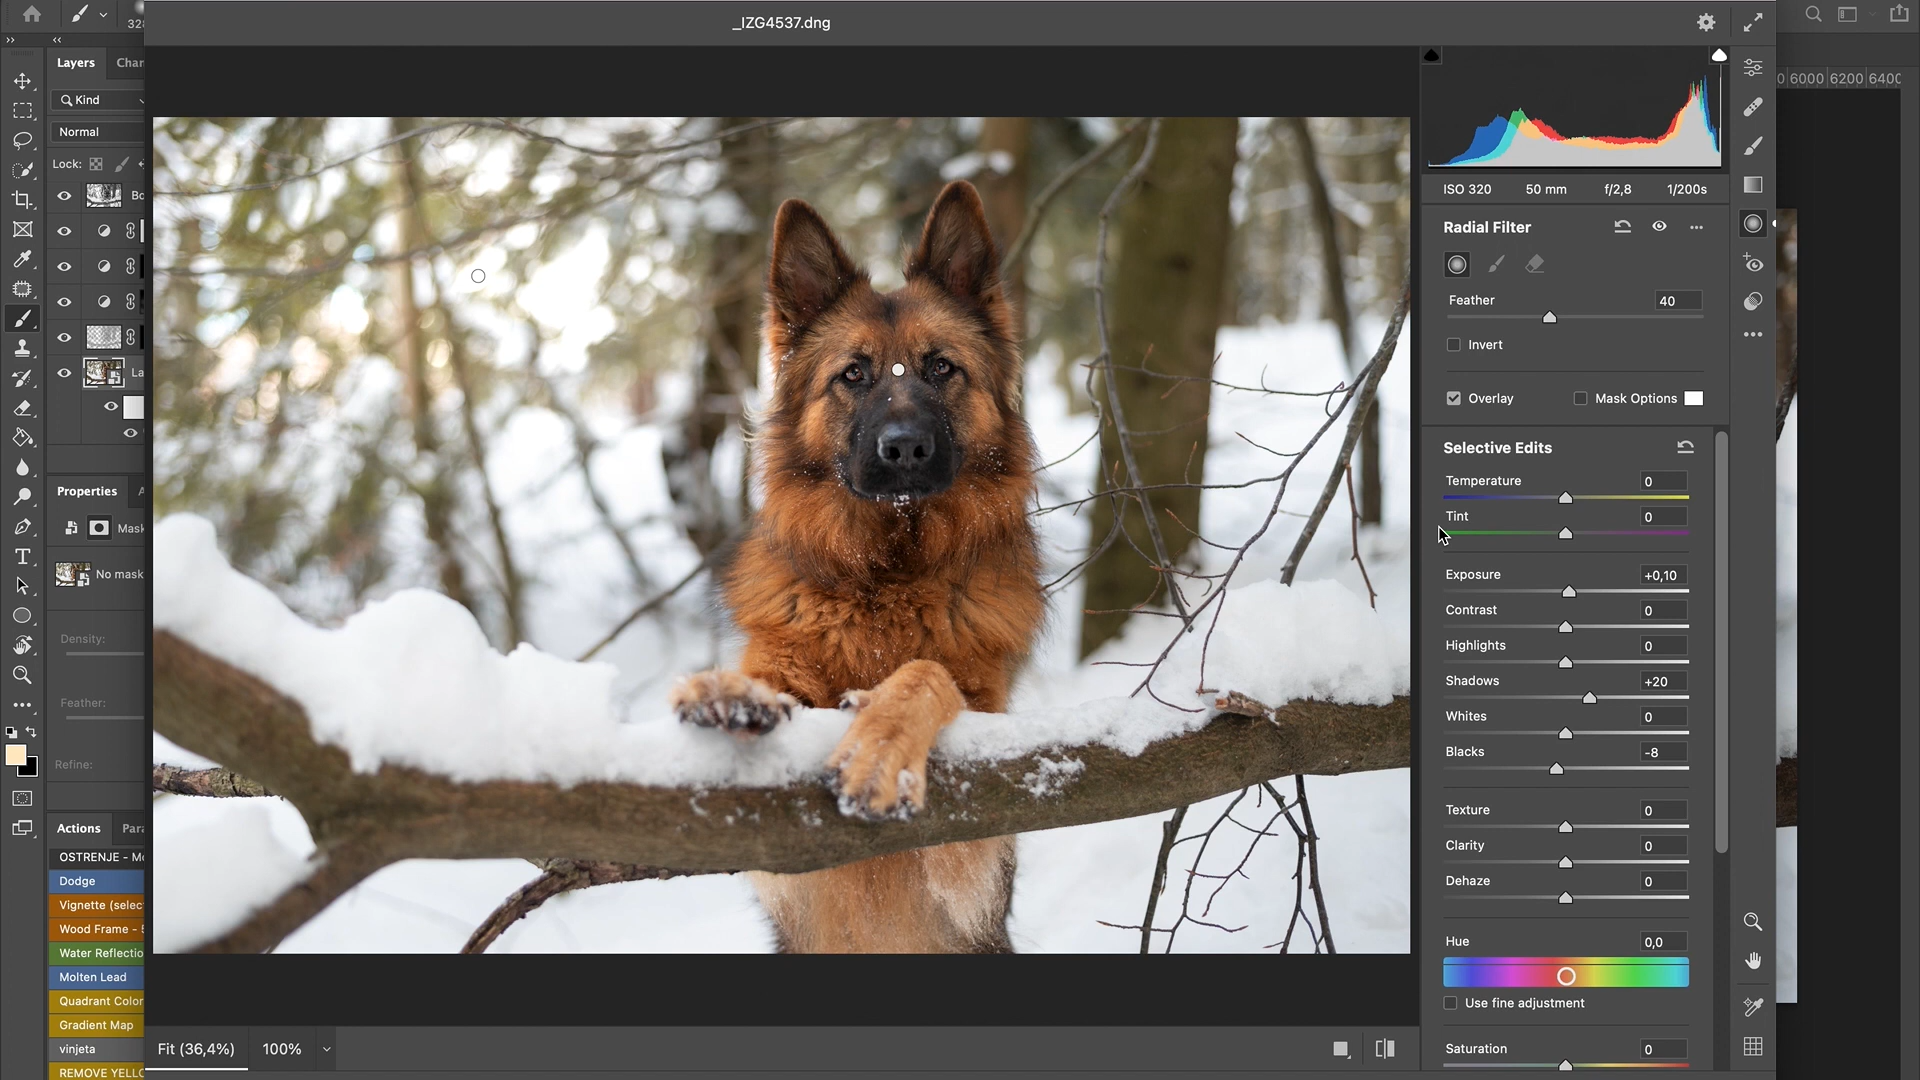 _IZG4537.dng
Layers
Kind
Normal
Lock:
Properties
Mask
No mask
Density:
Feather:
Refine:
Actions
OSTRENJE - Mo
Dodge
Vignette (selec
Wood Frame -
Water Reflectio
Molten Lead
Quadrant Color
Gradient Map
vinjeta
REMOVE YELLO
Fit (36,4%) 100%
6000 6200 6400
ISO 320 50 mm f/2,8 1/200s
Radial Filter
Feather 40
Invert
Overlay Mask Options
Selective Edits
Temperature 0
Tint 0
Exposure +0,10
Contrast 0
Highlights 0
Shadows +20
Whites 0
Blacks -8
Texture 0
Clarity 0
Dehaze 0
Hue 0,0
Use fine adjustment
Saturation 0